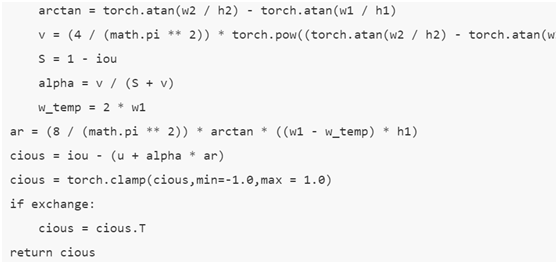 arctan = torch.atan(w2 / h2) - torch.atan(w1 / h1)
v = (4 / (math.pi ** 2)) * torch.pow((torch.atan(w2 / h2) - torch.atan(w
S = 1 - iou
alpha = v / (S + v)
w_temp = 2 * w1
ar = (8 / (math.pi ** 2)) * arctan * ((w1 - w_temp) * h1)
cious = iou - (u + alpha * ar)
cious = torch.clamp(cious,min=-1.0,max = 1.0)
if exchange:
cious = cious.T
return cious